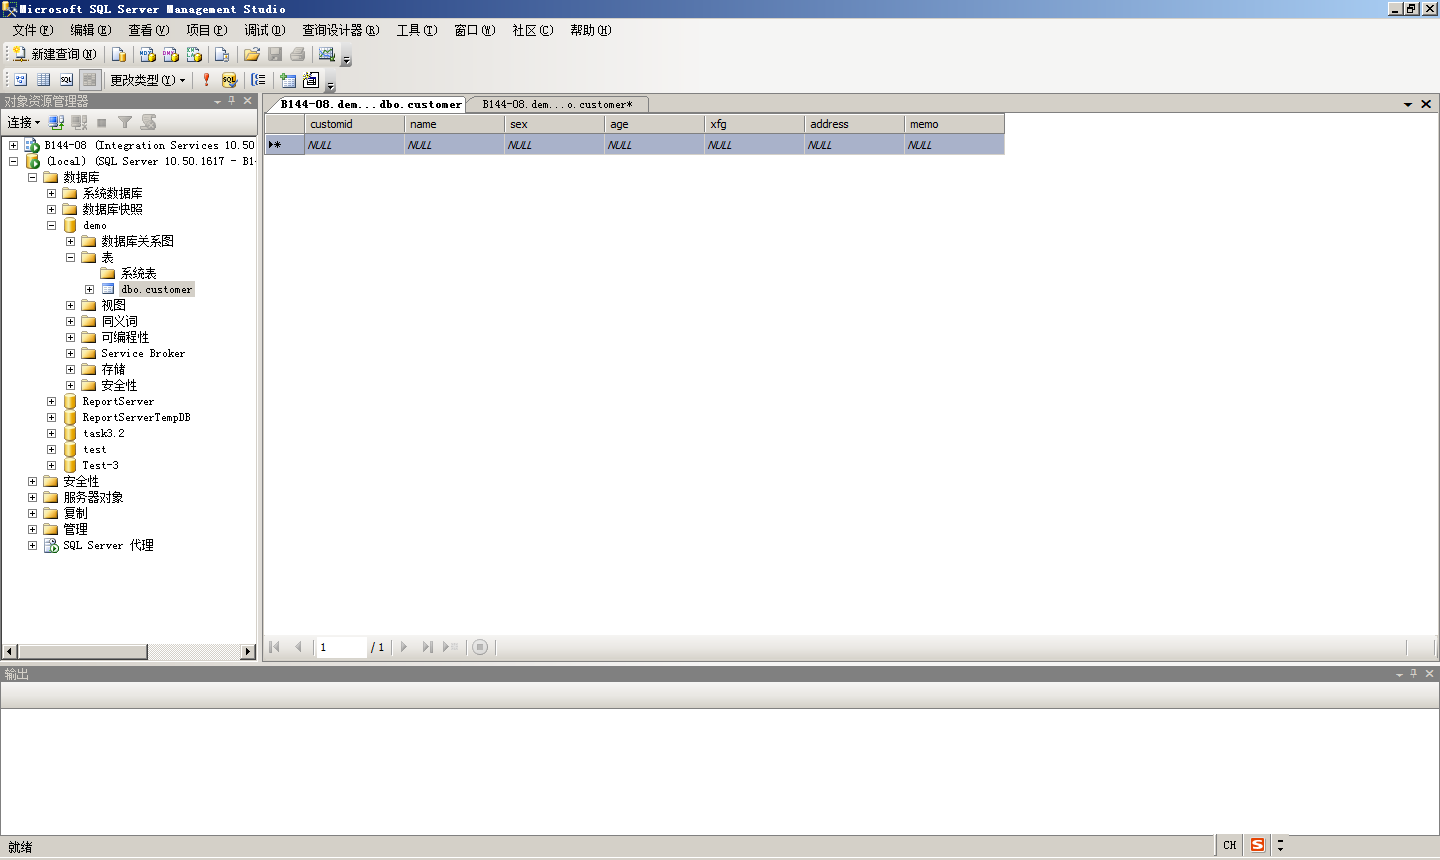 Microsoft SQL Server Management Studio
文件(F) 编辑(E) 查看(V) 项目(P) 调试(D) 查询设计器(R) 工具(T) 窗口(W) 社区(C) 帮助(H)
新建查询(N)
更改类型(Y)
对象资源管理器
B144-08.dem...dbo.customer B144-08.dem...o.customer*
连接
customid name sex age xfg address memo
NULL NULL NULL NULL NULL NULL NULL
B144-08 (Integration Services 10.50
(local) (SQL Server 10.50.1617 - B1
数据库
系统数据库
数据库快照
demo
数据库关系图
表
系统表
dbo.customer
视图
同义词
可编程性
Service Broker
存储
安全性
ReportServer
ReportServerTempDB
task3.2
test
Test-3
安全性
服务器对象
复制
管理
SQL Server 代理
1 / 1
输出
就绪
CH